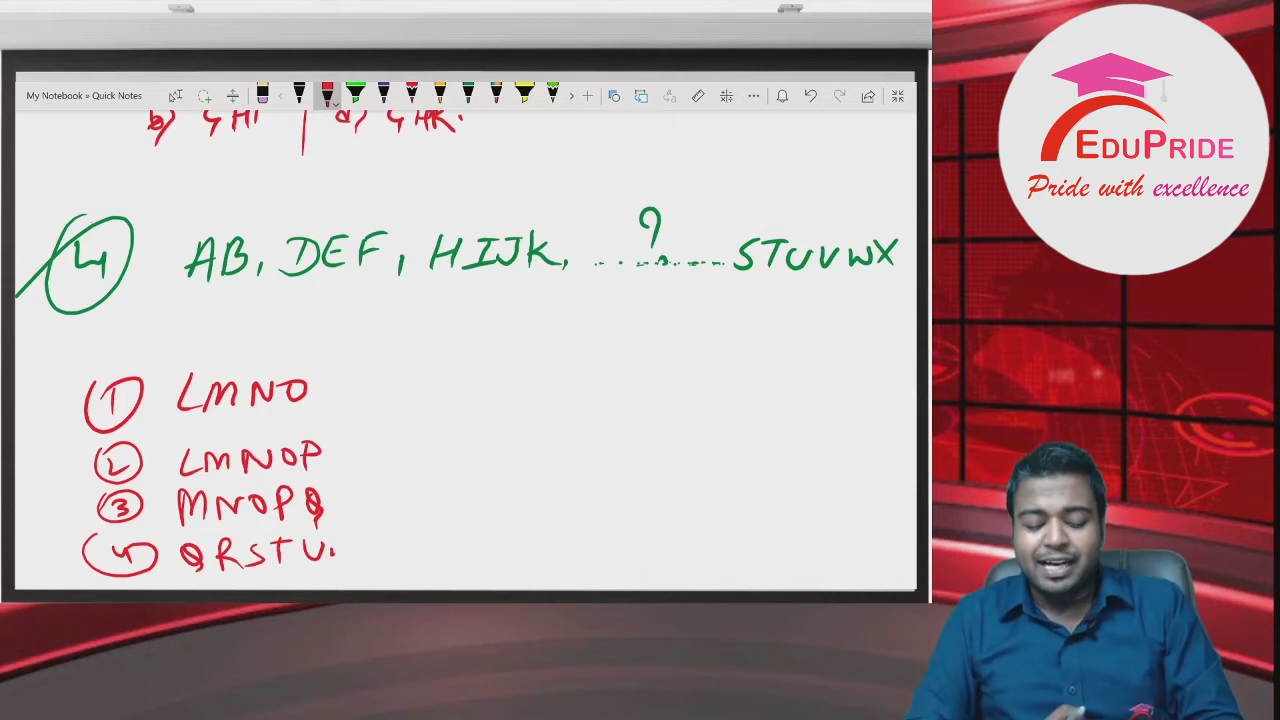 My Notebook > Quick Notes
EDUPRIDE
Pride with excellence
4 AB, DEF, HIJK, ...?... STUVWX
1 LMNO
2 LMNOP
3 MNOPQ
4 QRSTU.